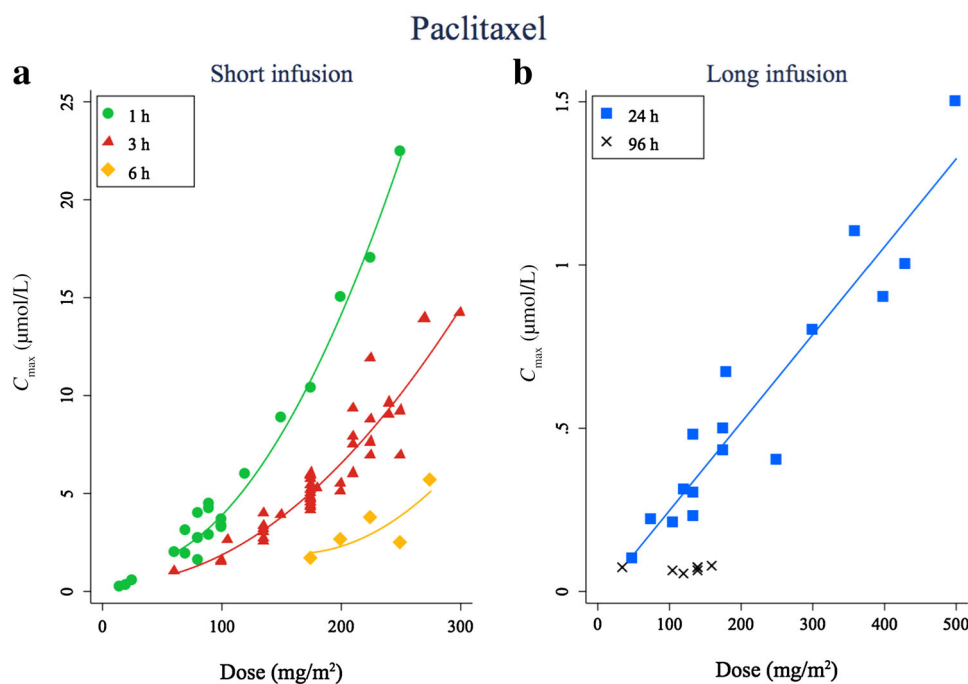 Paclitaxel
a
Short infusion
1 h
3 h
6 h
25
20
15
10
5
0
Cmax (μmol/L)
0 100 200 300
Dose (mg/m²)
b
Long infusion
24 h
96 h
1.5
1
.5
0
Cmax (μmol/L)
0 100 200 300 400 500
Dose (mg/m²)